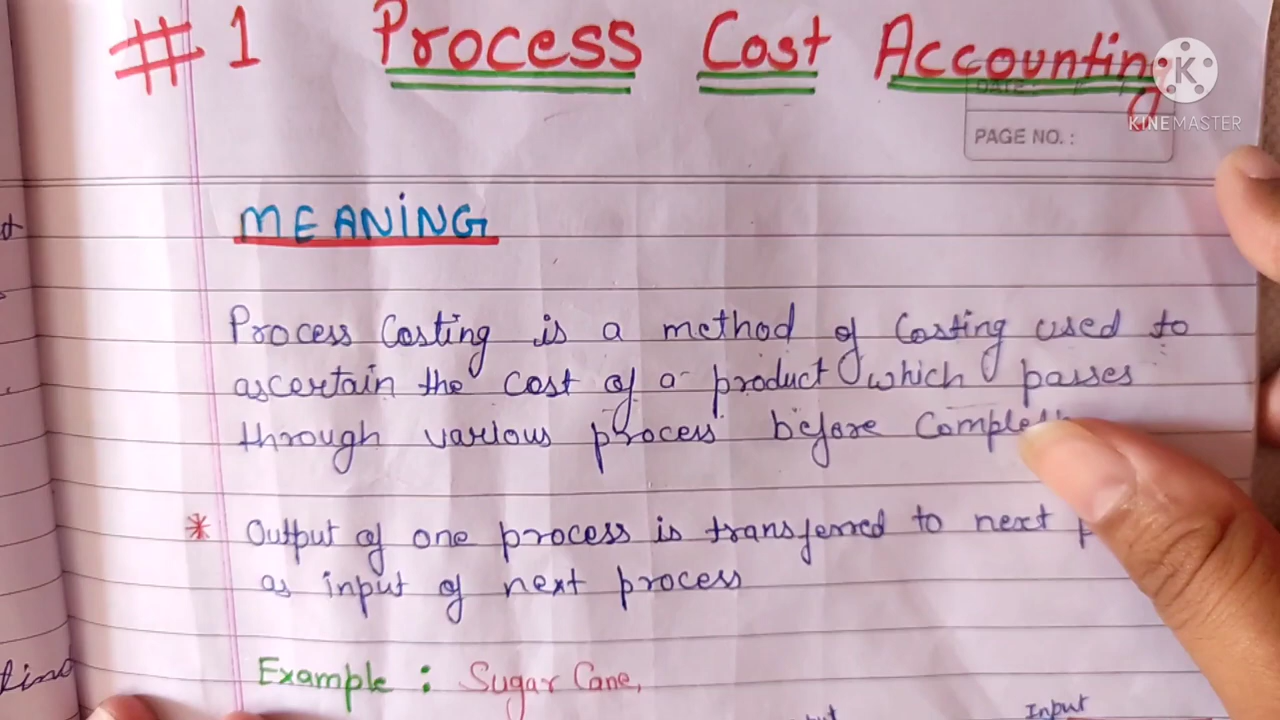 #1 Process Cost Accounting
K
KINEMASTER
PAGE NO.:
MEANING
Process Costing is a method of Costing used to
ascertain the cost of a product which passes
through various process before
* Output of one process is transferred to next
as input of next process
Example : Sugar Cane,
Input